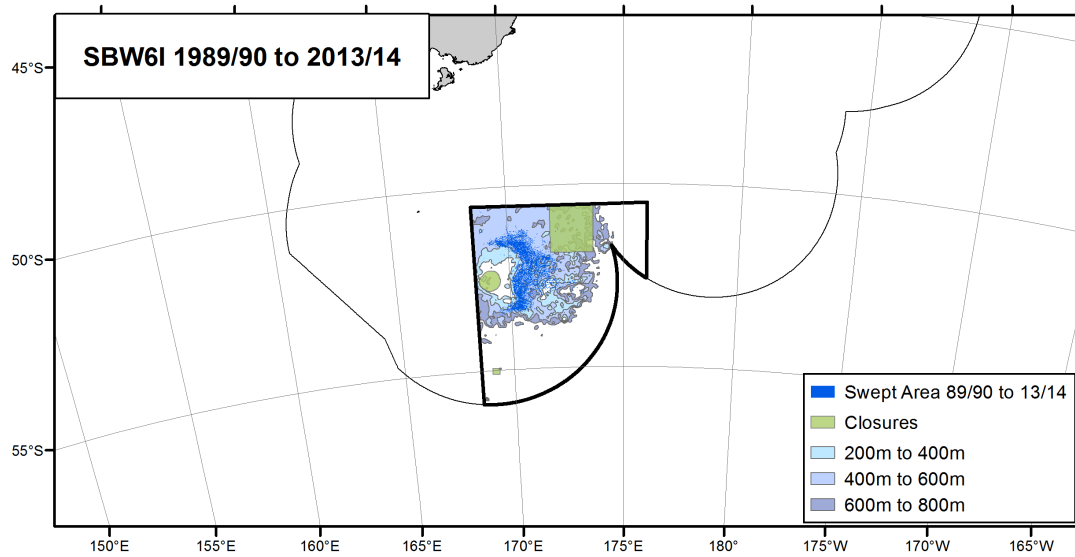 SBW6I 1989/90 to 2013/14
45°S
50°S
55°S
Swept Area 89/90 to 13/14
Closures
200m to 400m
400m to 600m
600m to 800m
150°E 155°E 160°E 165°E 170°E 175°E 180° 175°W 170°W 165°W